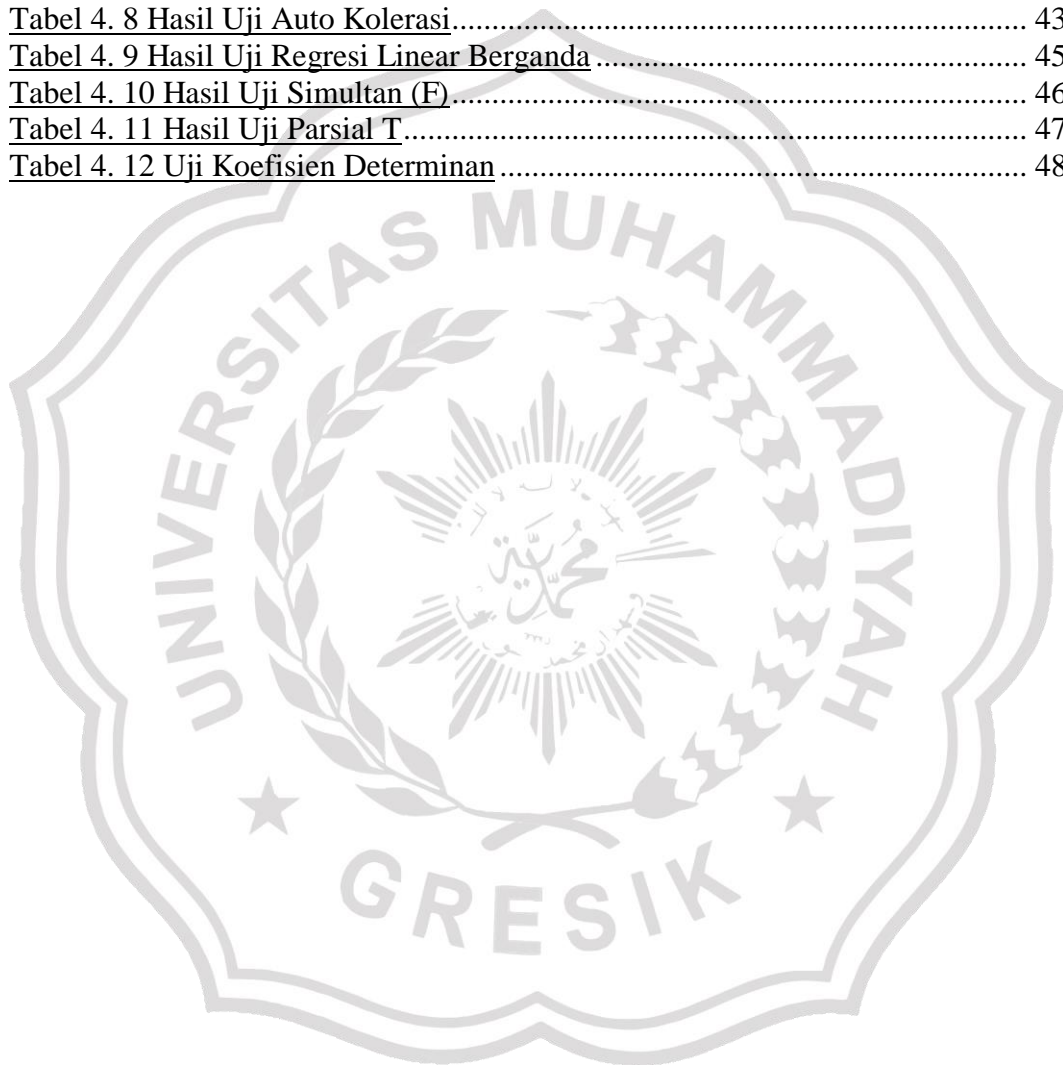 Tabel 4. 8 Hasil Uji Auto Kolerasi.......................................................................... 43
Tabel 4. 9 Hasil Uji Regresi Linear Berganda ........................................................ 45
Tabel 4. 10 Hasil Uji Simultan (F).......................................................................... 46
Tabel 4. 11 Hasil Uji Parsial T................................................................................ 47
Tabel 4. 12 Uji Koefisien Determinan .................................................................... 48
UNIVERSITAS MUHAMMADIYAH
محمد
GRESIK